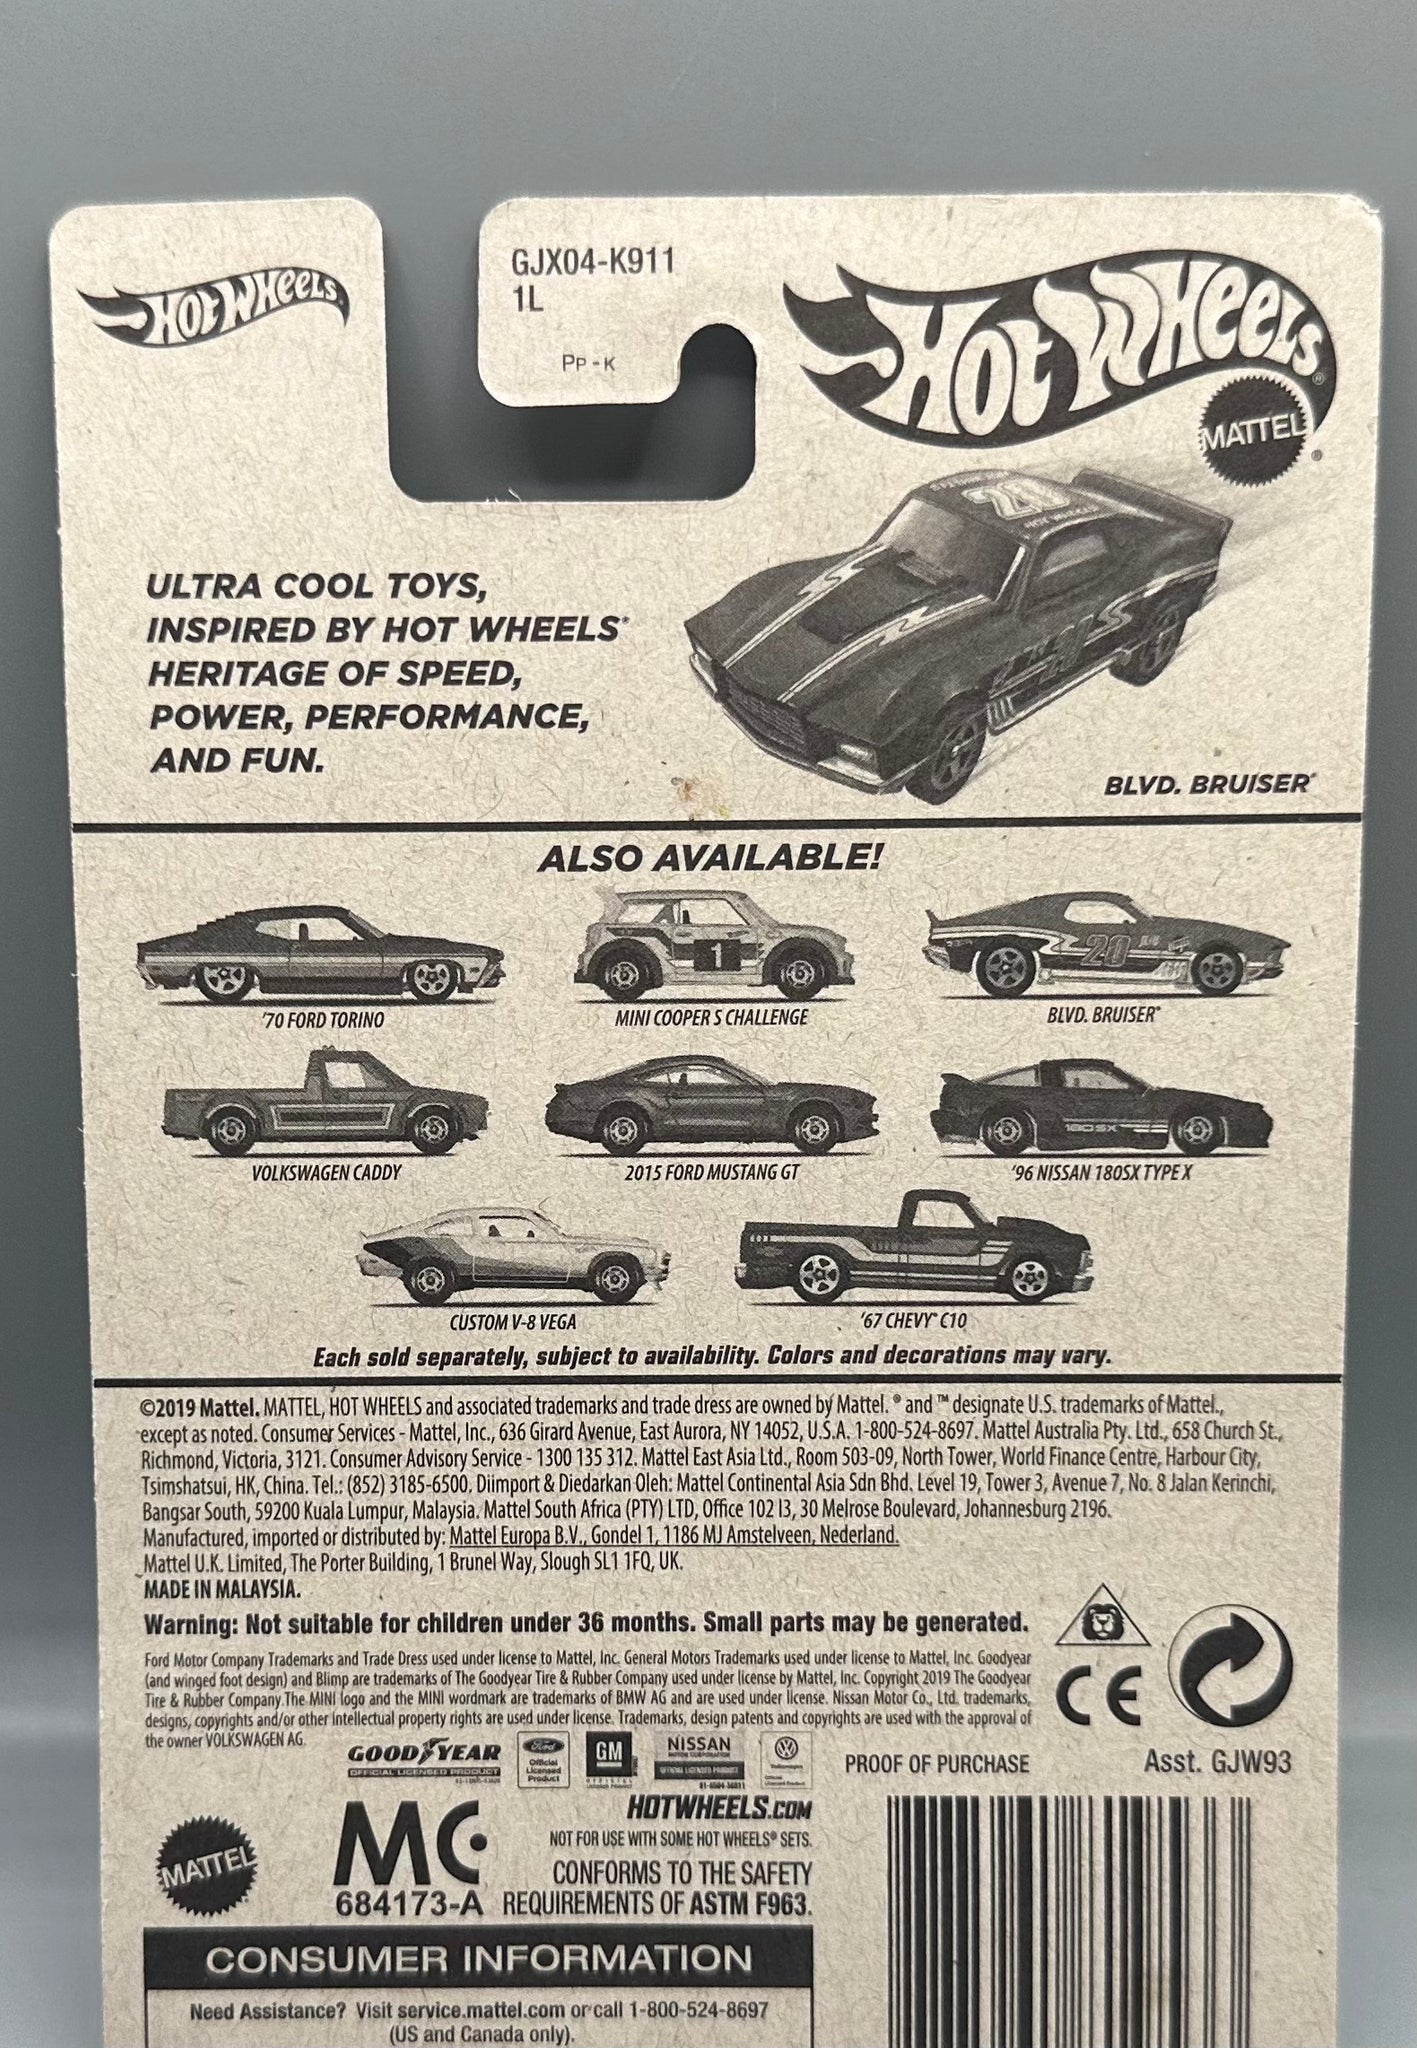 HOT WHEELS®
GJX04-K911
1L
PP-K
HOT WHEELS®
MATTEL®
ULTRA COOL TOYS,
INSPIRED BY HOT WHEELS®
HERITAGE OF SPEED,
POWER, PERFORMANCE,
AND FUN.
BLVD. BRUISER®
ALSO AVAILABLE!
1
20
'70 FORD TORINO
MINI COOPER S CHALLENGE
BLVD. BRUISER®
180SX
VOLKSWAGEN CADDY
2015 FORD MUSTANG GT
'96 NISSAN 180SX TYPE X
CUSTOM V-8 VEGA
'67 CHEVY® C10
Each sold separately, subject to availability. Colors and decorations may vary.
©2019 Mattel. MATTEL, HOT WHEELS and associated trademarks and trade dress are owned by Mattel. ® and ™ designate U.S. trademarks of Mattel.,
except as noted. Consumer Services - Mattel, Inc., 636 Girard Avenue, East Aurora, NY 14052, U.S.A. 1-800-524-8697. Mattel Australia Pty. Ltd., 658 Church St.,
Richmond, Victoria, 3121. Consumer Advisory Service - 1300 135 312. Mattel East Asia Ltd., Room 503-09, North Tower, World Finance Centre, Harbour City,
Tsimshatsui, HK, China. Tel.: (852) 3185-6500. Diimport & Diedarkan Oleh: Mattel Continental Asia Sdn Bhd. Level 19, Tower 3, Avenue 7, No. 8 Jalan Kerinchi,
Bangsar South, 59200 Kuala Lumpur, Malaysia. Mattel South Africa (PTY) LTD, Office 102 I3, 30 Melrose Boulevard, Johannesburg 2196.
Manufactured, imported or distributed by: Mattel Europa B.V., Gondel 1, 1186 MJ Amstelveen, Nederland.
Mattel U.K. Limited, The Porter Building, 1 Brunel Way, Slough SL1 1FQ, UK.
MADE IN MALAYSIA.
Warning: Not suitable for children under 36 months. Small parts may be generated.
Ford Motor Company Trademarks and Trade Dress used under license to Mattel, Inc. General Motors Trademarks used under license to Mattel, Inc. Goodyear
(and winged foot design) and Blimp are trademarks of The Goodyear Tire & Rubber Company used under license by Mattel, Inc. Copyright 2019 The Goodyear
Tire & Rubber Company.The MINI logo and the MINI wordmark are trademarks of BMW AG and are used under license. Nissan Motor Co., Ltd. trademarks,
designs, copyrights and/or other intellectual property rights are used under license. Trademarks, design patents and copyrights are used with the approval of
the owner VOLKSWAGEN AG.
CE
GOODYEAR
OFFICIAL LICENSED PRODUCT
Ford
Official
Licensed
Product
GM
NISSAN
MOTOR CORPORATION
OFFICIAL LICENSED PRODUCT
Volkswagen
PROOF OF PURCHASE
Asst. GJW93
MATTEL
MC
684173-A
HOTWHEELS.COM
NOT FOR USE WITH SOME HOT WHEELS® SETS.
CONFORMS TO THE SAFETY
REQUIREMENTS OF ASTM F963.
CONSUMER INFORMATION
Need Assistance? Visit service.mattel.com or call 1-800-524-8697
(US and Canada only).